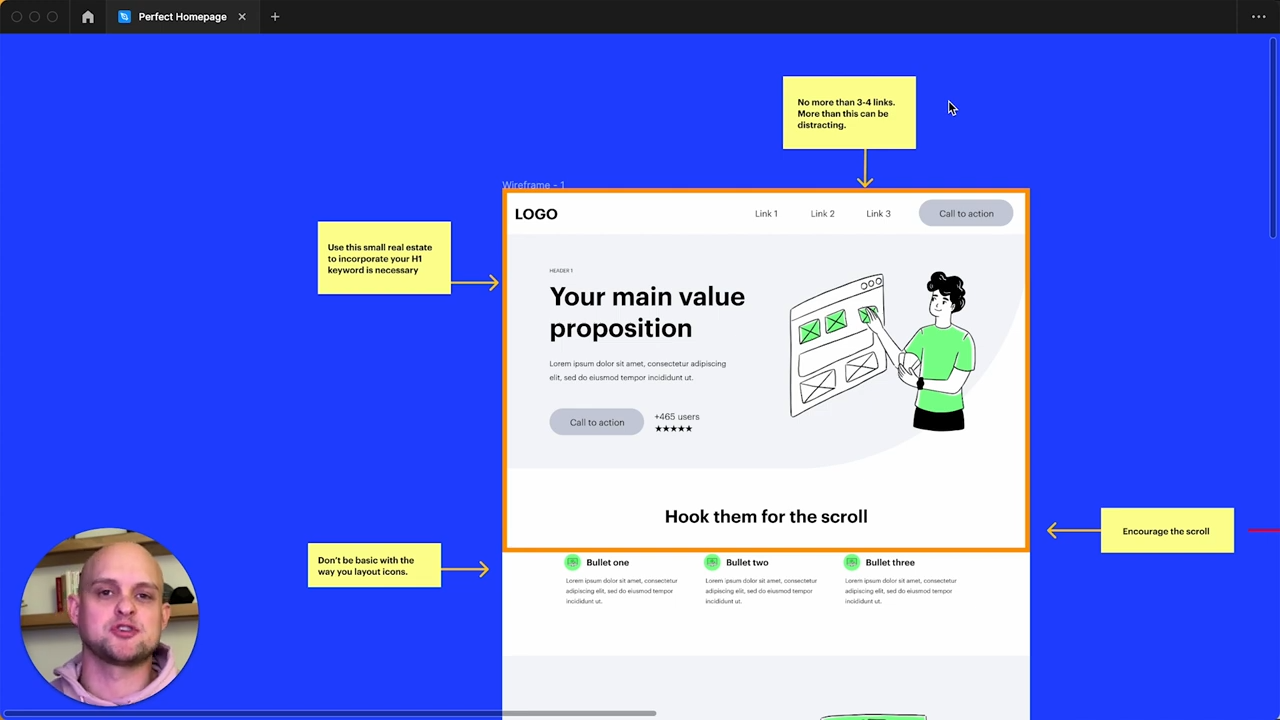 Perfect Homepage
No more than 3-4 links.
More than this can be
distracting.
Wireframe - 1
LOGO
Link 1
Link 2
Link 3
Call to action
Use this small real estate
to incorporate your H1
keyword is necessary
HEADER 1
Your main value
proposition
Lorem ipsum dolor sit amet, consectetur adipiscing
elit, sed do eiusmod tempor incididunt ut.
Call to action
+465 users
★★★★★
Hook them for the scroll
Encourage the scroll
Don't be basic with the
way you layout icons.
Bullet one
Lorem ipsum dolor sit amet, consectetur
adipiscing elit, sed do eiusmod tempor
incididunt ut.
Bullet two
Lorem ipsum dolor sit amet, consectetur
adipiscing elit, sed do eiusmod tempor
incididunt ut.
Bullet three
Lorem ipsum dolor sit amet, consectetur
adipiscing elit, sed do eiusmod tempor
incididunt ut.